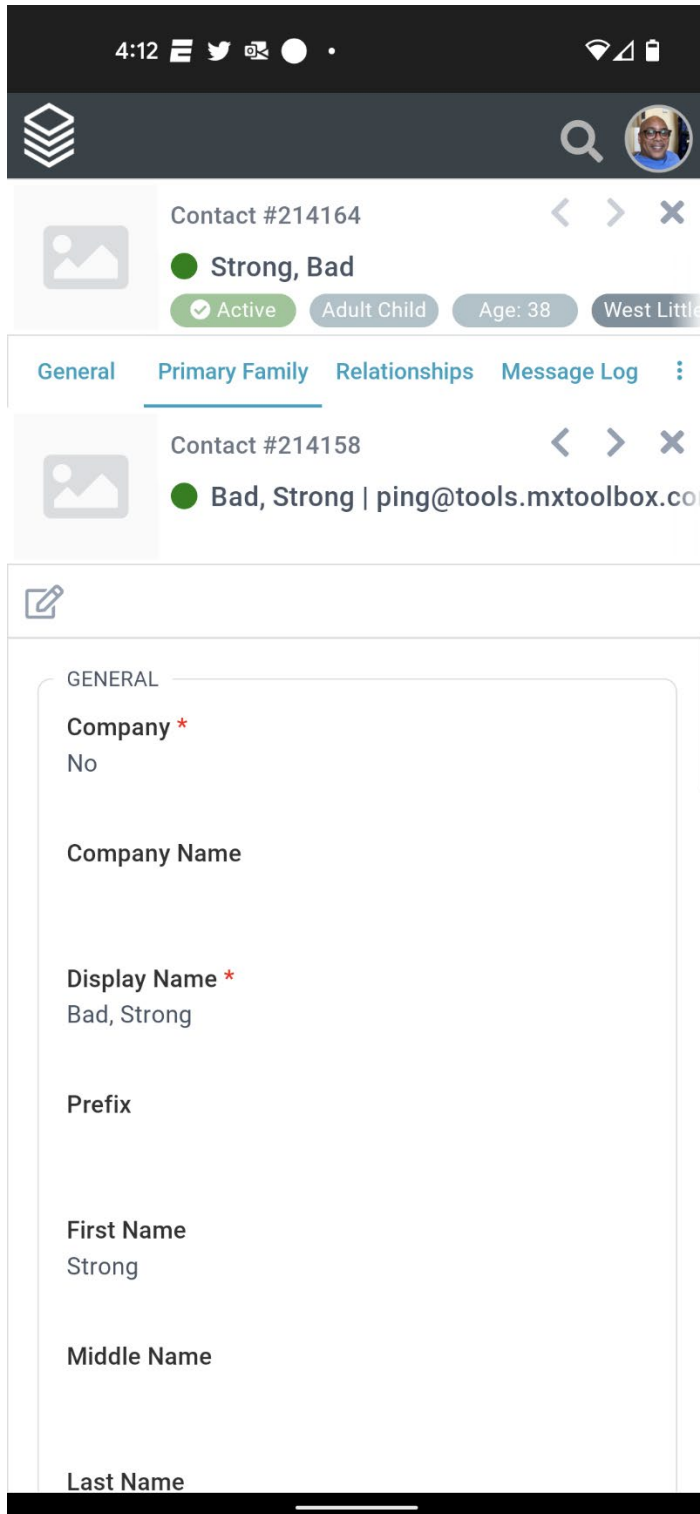 4:12
Contact #214164
Strong, Bad
Active Adult Child Age: 38 West Little
General Primary Family Relationships Message Log
Contact #214158
Bad, Strong | ping@tools.mxtoolbox.co
GENERAL
Company *
No
Company Name
Display Name *
Bad, Strong
Prefix
First Name
Strong
Middle Name
Last Name